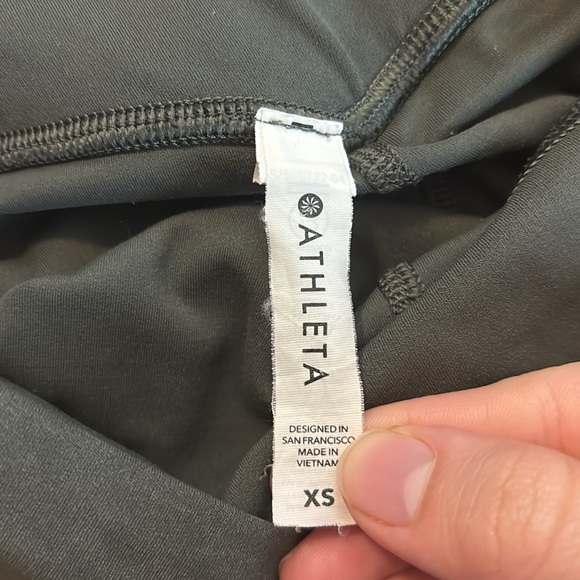 ATHLETA
DESIGNED IN
SAN FRANCISCO
MADE IN
VIETNAM
XS